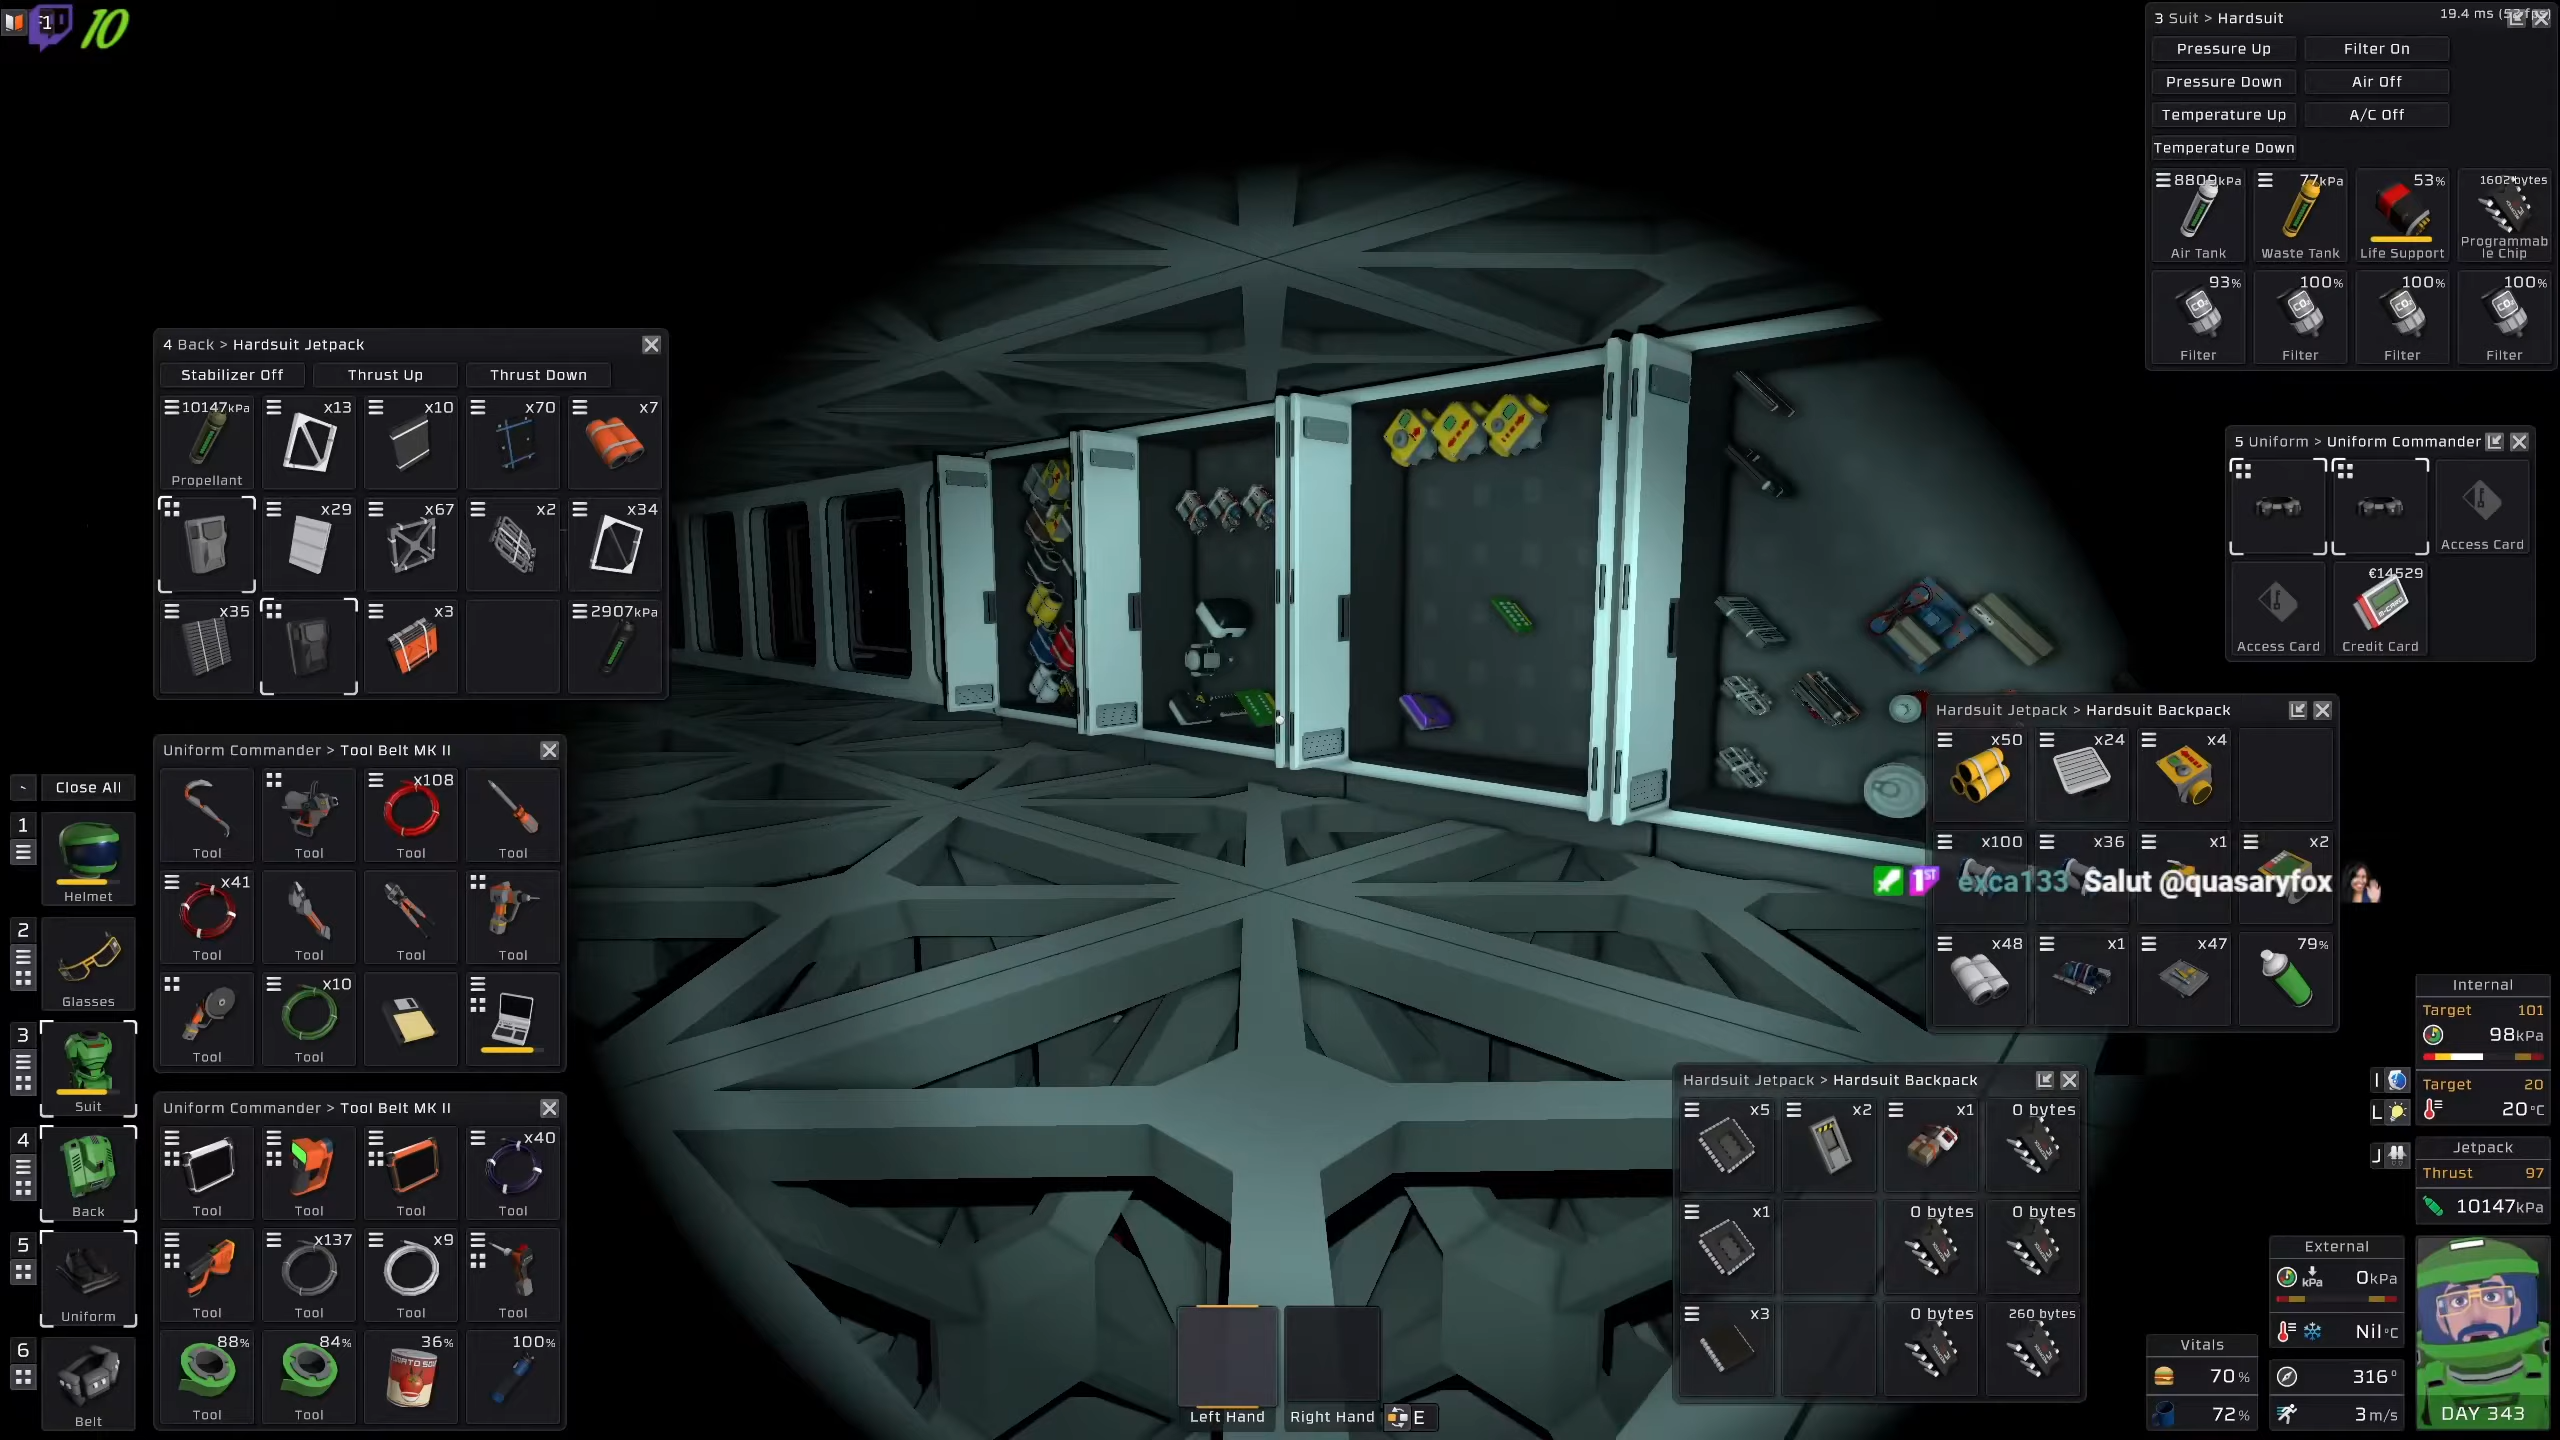 F1
10
19.4 ms
3 Suit > Hardsuit
Pressure Up
Filter On
Pressure Down
Air Off
Temperature Up
A/C Off
Temperature Down
8809kPa
77kPa
53%
1602 bytes
Air Tank
Waste Tank
Life Support
Programmab
le Chip
93%
100%
100%
100%
Filter
Filter
Filter
Filter
4 Back > Hardsuit Jetpack
Stabilizer Off
Thrust Up
Thrust Down
10147kPa
x13
x10
x70
x7
Propellant
x29
x67
x2
x34
x35
x3
2907kPa
5 Uniform > Uniform Commander
Access Card
€14529
Access Card
Credit Card
Hardsuit Jetpack > Hardsuit Backpack
x50
x24
x4
x100
x36
x1
x2
1ST exca133 Salut @quasaryfox
x48
x1
x47
79%
Uniform Commander > Tool Belt MK II
x108
Tool
Tool
Tool
Tool
x41
Tool
Tool
Tool
Tool
x10
Tool
Tool
~
Close All
1
Helmet
2
Glasses
3
Suit
4
Back
5
Uniform
6
Belt
Uniform Commander > Tool Belt MK II
x40
Tool
Tool
Tool
Tool
x137
x9
Tool
Tool
Tool
Tool
88%
84%
36%
100%
TOMATO SOUP
Tool
Tool
Hardsuit Jetpack > Hardsuit Backpack
x5
x2
x1
0 bytes
x1
0 bytes
0 bytes
x3
0 bytes
260 bytes
Left Hand
Right Hand
E
Internal
Target 101
98kPa
Target 20
20°C
I
L
J
Jetpack
Thrust 97
10147kPa
External
kPa
0kPa
Nil°C
Vitals
70%
316°
72%
3m/s
DAY 343